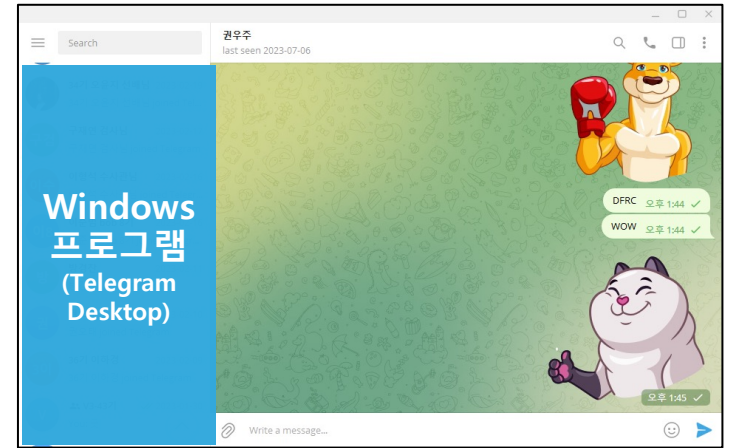 Search
권우주
last seen 2023-07-06
Windows
프로그램
(Telegram
Desktop)
DFRC 오후 1:44
WOW 오후 1:44
오후 1:45
Write a message...